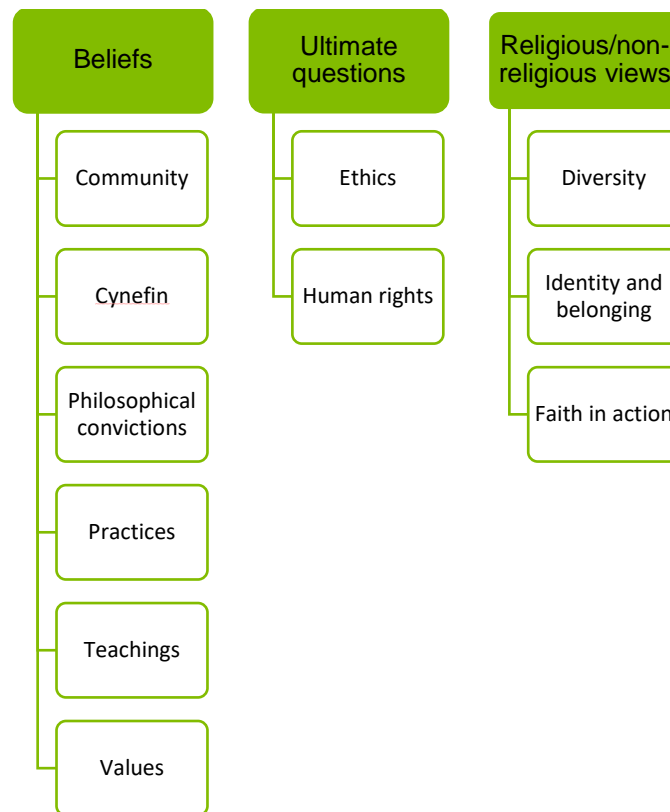 Beliefs
Community
Cynefin
Philosophical
convictions
Practices
Teachings
Values
Ultimate
questions
Ethics
Human rights
Religious/non-
religious views
Diversity
Identity and
belonging
Faith in action